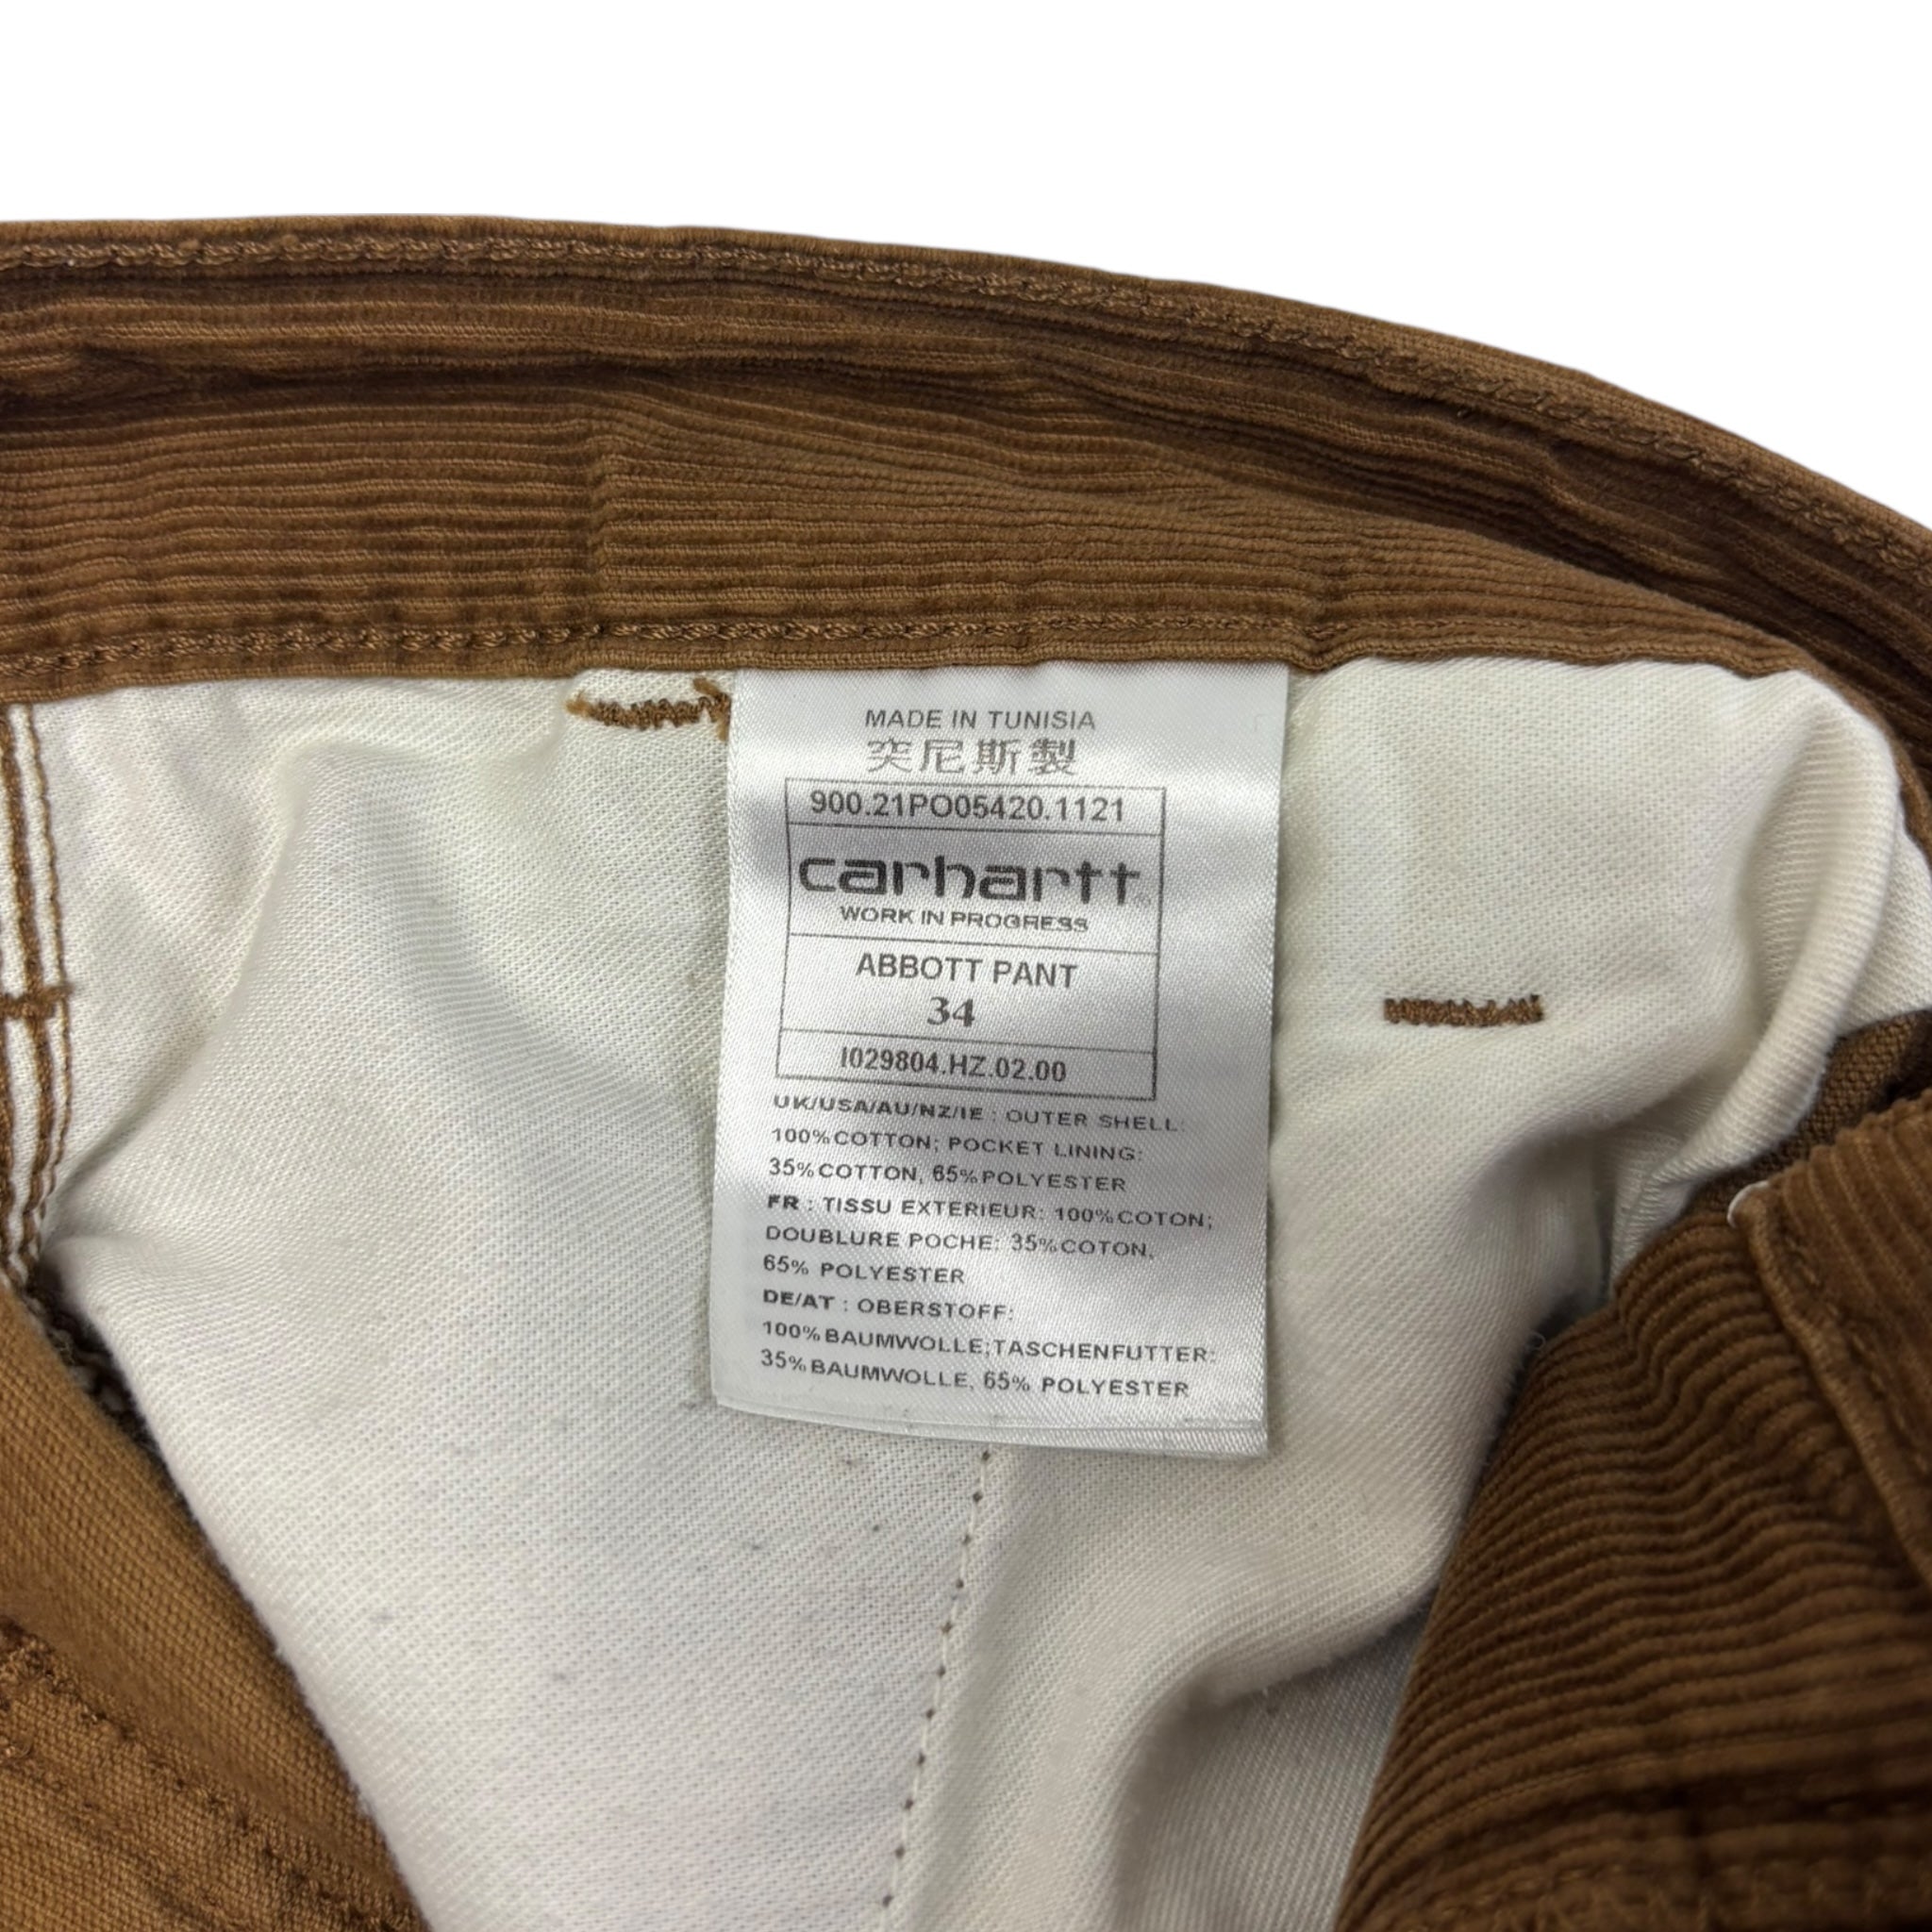 MADE IN TUNISIA
突尼斯製
900.21PO05420.1121
carhartt
WORK IN PROGRESS
ABBOTT PANT
34
I029804.HZ.02.00
UK/USA/AU/NZ/IE : OUTER SHELL:
100% COTTON; POCKET LINING:
35% COTTON, 65% POLYESTER
FR : TISSU EXTERIEUR: 100% COTON;
DOUBLURE POCHE: 35% COTON,
65% POLYESTER
DE/AT : OBERSTOFF:
100% BAUMWOLLE;TASCHENFUTTER:
35% BAUMWOLLE, 65% POLYESTER